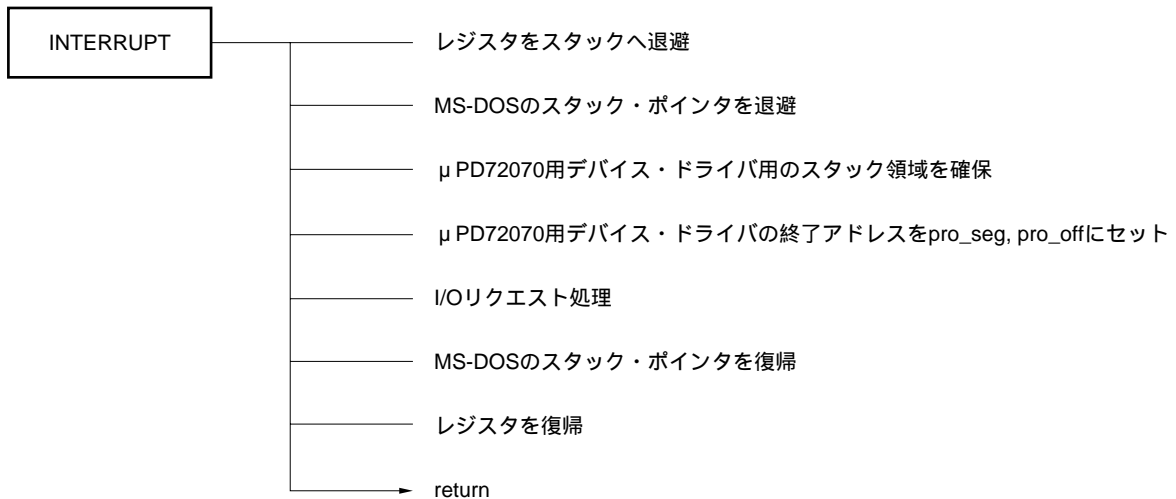 INTERRUPT
レジスタをスタックへ退避
MS-DOSのスタック・ポインタを退避
μPD72070用デバイス・ドライバ用のスタック領域を確保
μPD72070用デバイス・ドライバの終了アドレスをpro_seg, pro_offにセット
I/Oリクエスト処理
MS-DOSのスタック・ポインタを復帰
レジスタを復帰
return